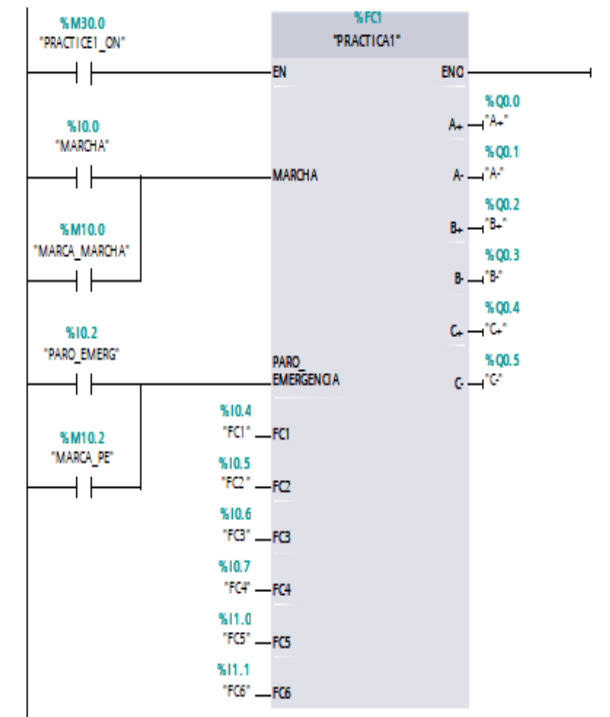 %M30.0
"PRACTICE1_ON"
%FC1
"PRACTICA1"
EN
ENO
%Q0.0
A+
"A+"
%I0.0
"MARCHA"
MARCHA
%Q0.1
A-
"A-"
%M10.0
"MARCA_MARCHA"
%Q0.2
B+
"B+"
%Q0.3
B-
"B-"
%I0.2
"PARO_EMERG"
PARO_
EMERGENCIA
%Q0.4
C+
"C+"
%Q0.5
C-
"C-"
%M10.2
"MARCA_PE"
%I0.4
"FC1"
FC1
%I0.5
"FC2"
FC2
%I0.6
"FC3"
FC3
%I0.7
"FC4"
FC4
%I1.0
"FC5"
FC5
%I1.1
"FC6"
FC6